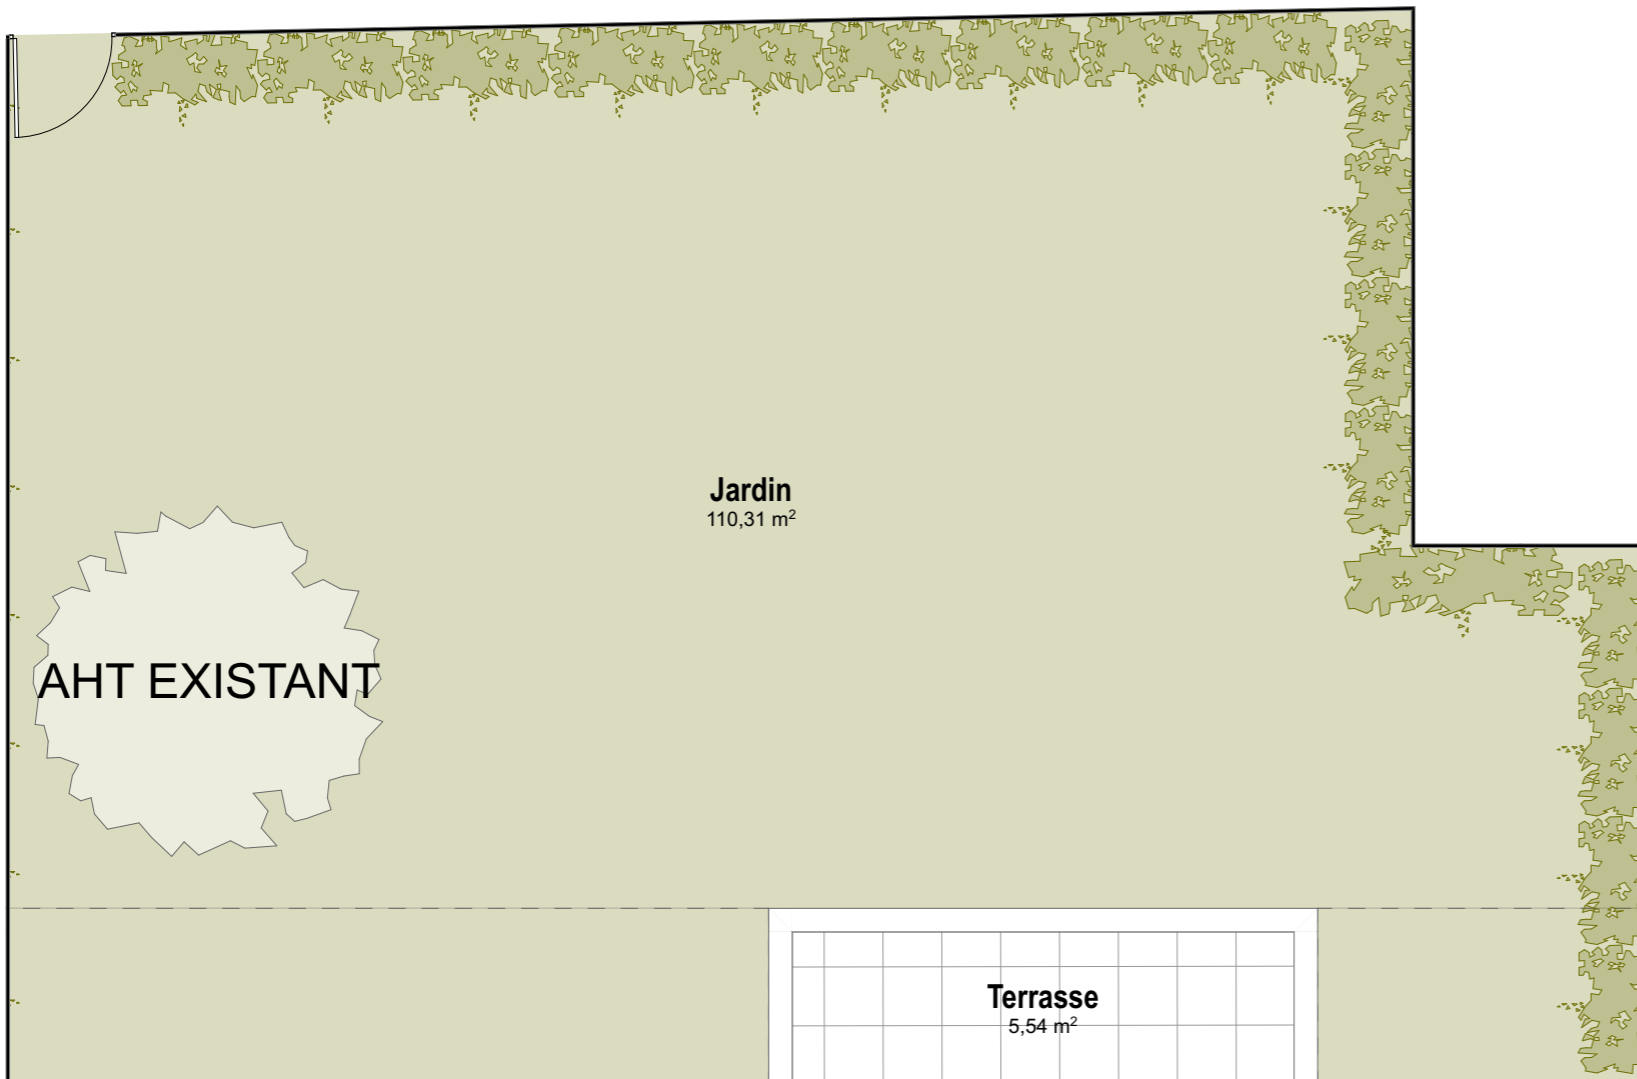 Jardin
110,31 m²
AHT EXISTANT
Terrasse
5,54 m²